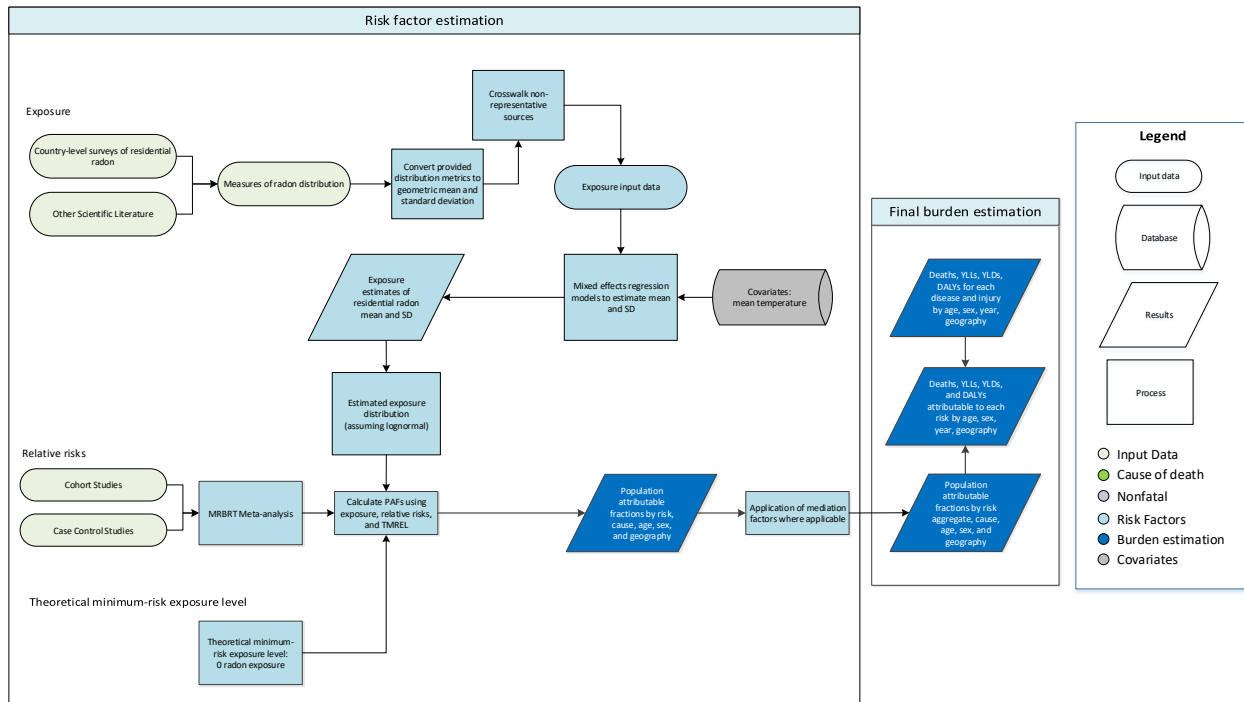 Risk factor estimation
Exposure
Country-level surveys of residential
radon
Other Scientific Literature
Measures of radon distribution
Convert provided
distribution metrics to
geometric mean and
standard deviation
Crosswalk non-
representative
sources
Exposure input data
Mixed effects regression
models to estimate mean
and SD
Covariates:
mean temperature
Exposure
estimates of
residential radon
mean and SD
Estimated exposure
distribution
(assuming lognormal)
Relative risks
Cohort Studies
Case Control Studies
MRBRT Meta-analysis
Calculate PAFs using
exposure, relative risks,
and TMREL
Population
attributable
fractions by risk,
cause, age, sex,
and geography
Application of mediation
factors where applicable
Theoretical minimum-risk exposure level
Theoretical minimum-
risk exposure level:
0 radon exposure
Final burden estimation
Deaths, YLLs, YLDs,
DALYs for each
disease and injury
by age, sex, year,
geography
Deaths, YLLs, YLDs,
and DALYs
attributable to each
risk by age, sex,
year, geography
Population
attributable
fractions by risk
aggregate, cause,
age, sex, and
geography
Legend
Input data
Database
Results
Process
Input Data
Cause of death
Nonfatal
Risk Factors
Burden estimation
Covariates